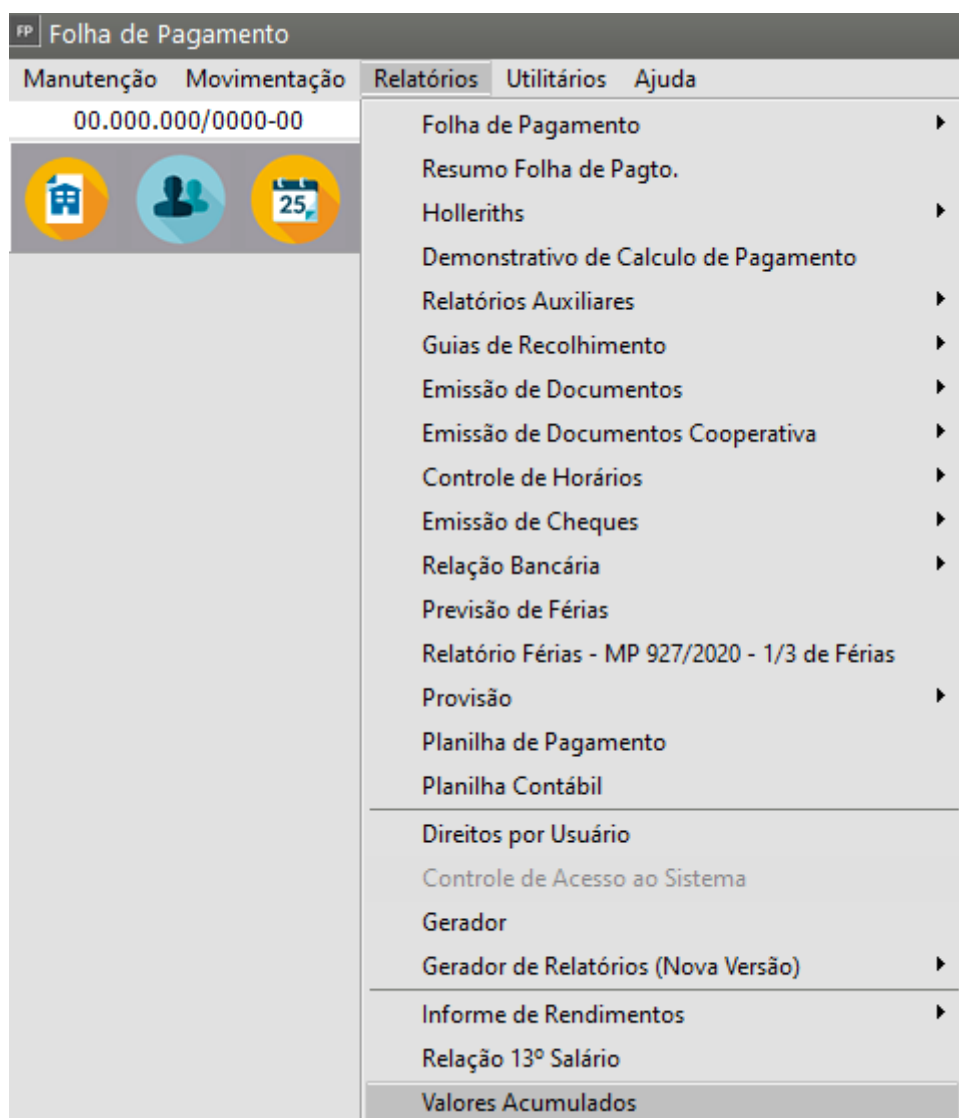 FP Folha de Pagamento
Manutenção Movimentação Relatórios Utilitários Ajuda
00.000.000/0000-00
25
Folha de Pagamento
Resumo Folha de Pagto.
Holleriths
Demonstrativo de Calculo de Pagamento
Relatórios Auxiliares
Guias de Recolhimento
Emissão de Documentos
Emissão de Documentos Cooperativa
Controle de Horários
Emissão de Cheques
Relação Bancária
Previsão de Férias
Relatório Férias - MP 927/2020 - 1/3 de Férias
Provisão
Planilha de Pagamento
Planilha Contábil
Direitos por Usuário
Controle de Acesso ao Sistema
Gerador
Gerador de Relatórios (Nova Versão)
Informe de Rendimentos
Relação 13º Salário
Valores Acumulados